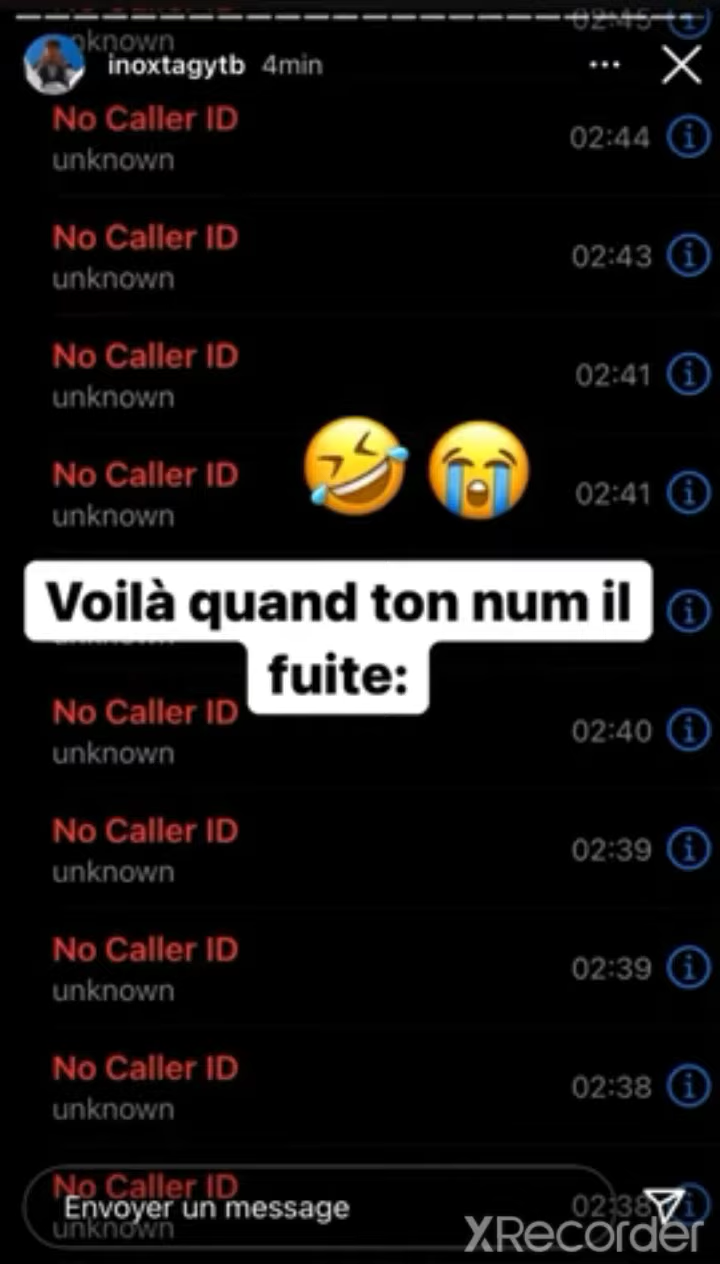 02:45
unknown
inoxtagytb 4min
No Caller ID
unknown
02:44
No Caller ID
unknown
02:43
No Caller ID
unknown
02:41
No Caller ID
unknown
02:41
Voilà quand ton num il
fuite:
No Caller ID
unknown
02:40
No Caller ID
unknown
02:39
No Caller ID
unknown
02:39
No Caller ID
unknown
02:38
No Caller ID
02:38
Envoyer un message
unknown
XRecorder